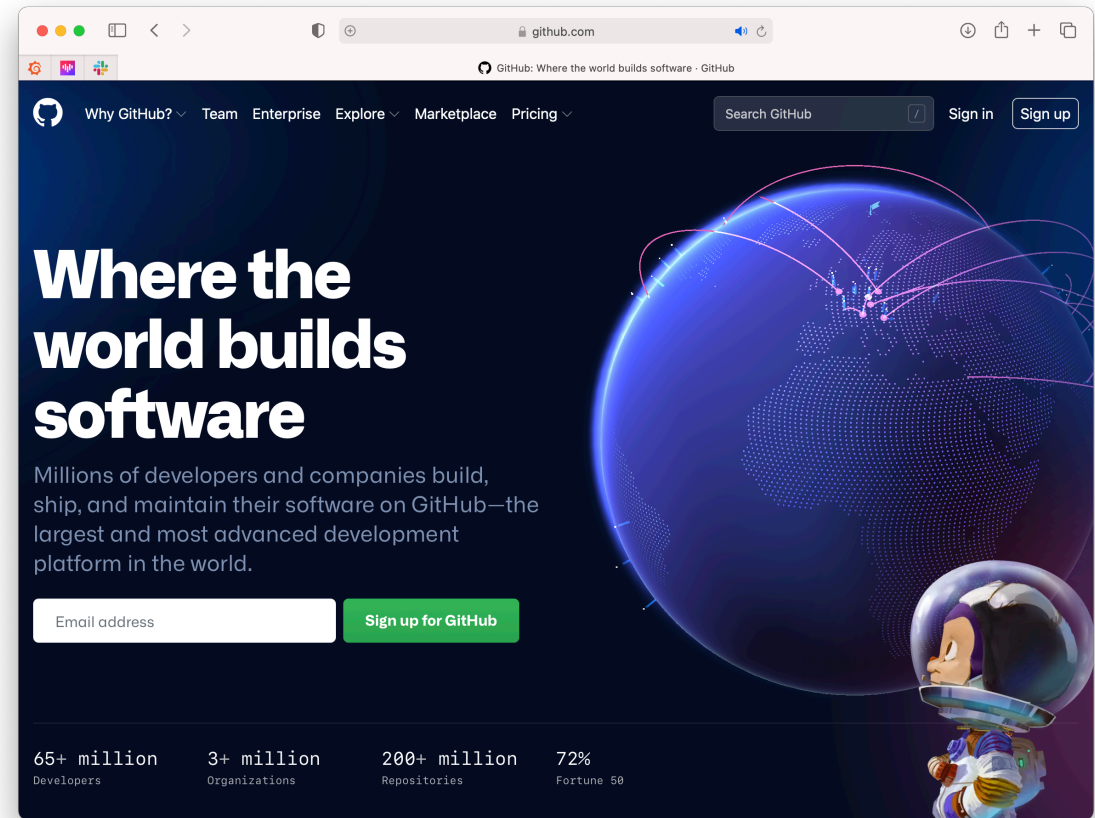 github.com
GitHub: Where the world builds software · GitHub
Why GitHub? Team Enterprise Explore Marketplace Pricing Search GitHub / Sign in Sign up
Where the
world builds
software
Millions of developers and companies build,
ship, and maintain their software on GitHub—the
largest and most advanced development
platform in the world.
Email address Sign up for GitHub
65+ million 3+ million 200+ million 72%
Developers Organizations Repositories Fortune 50